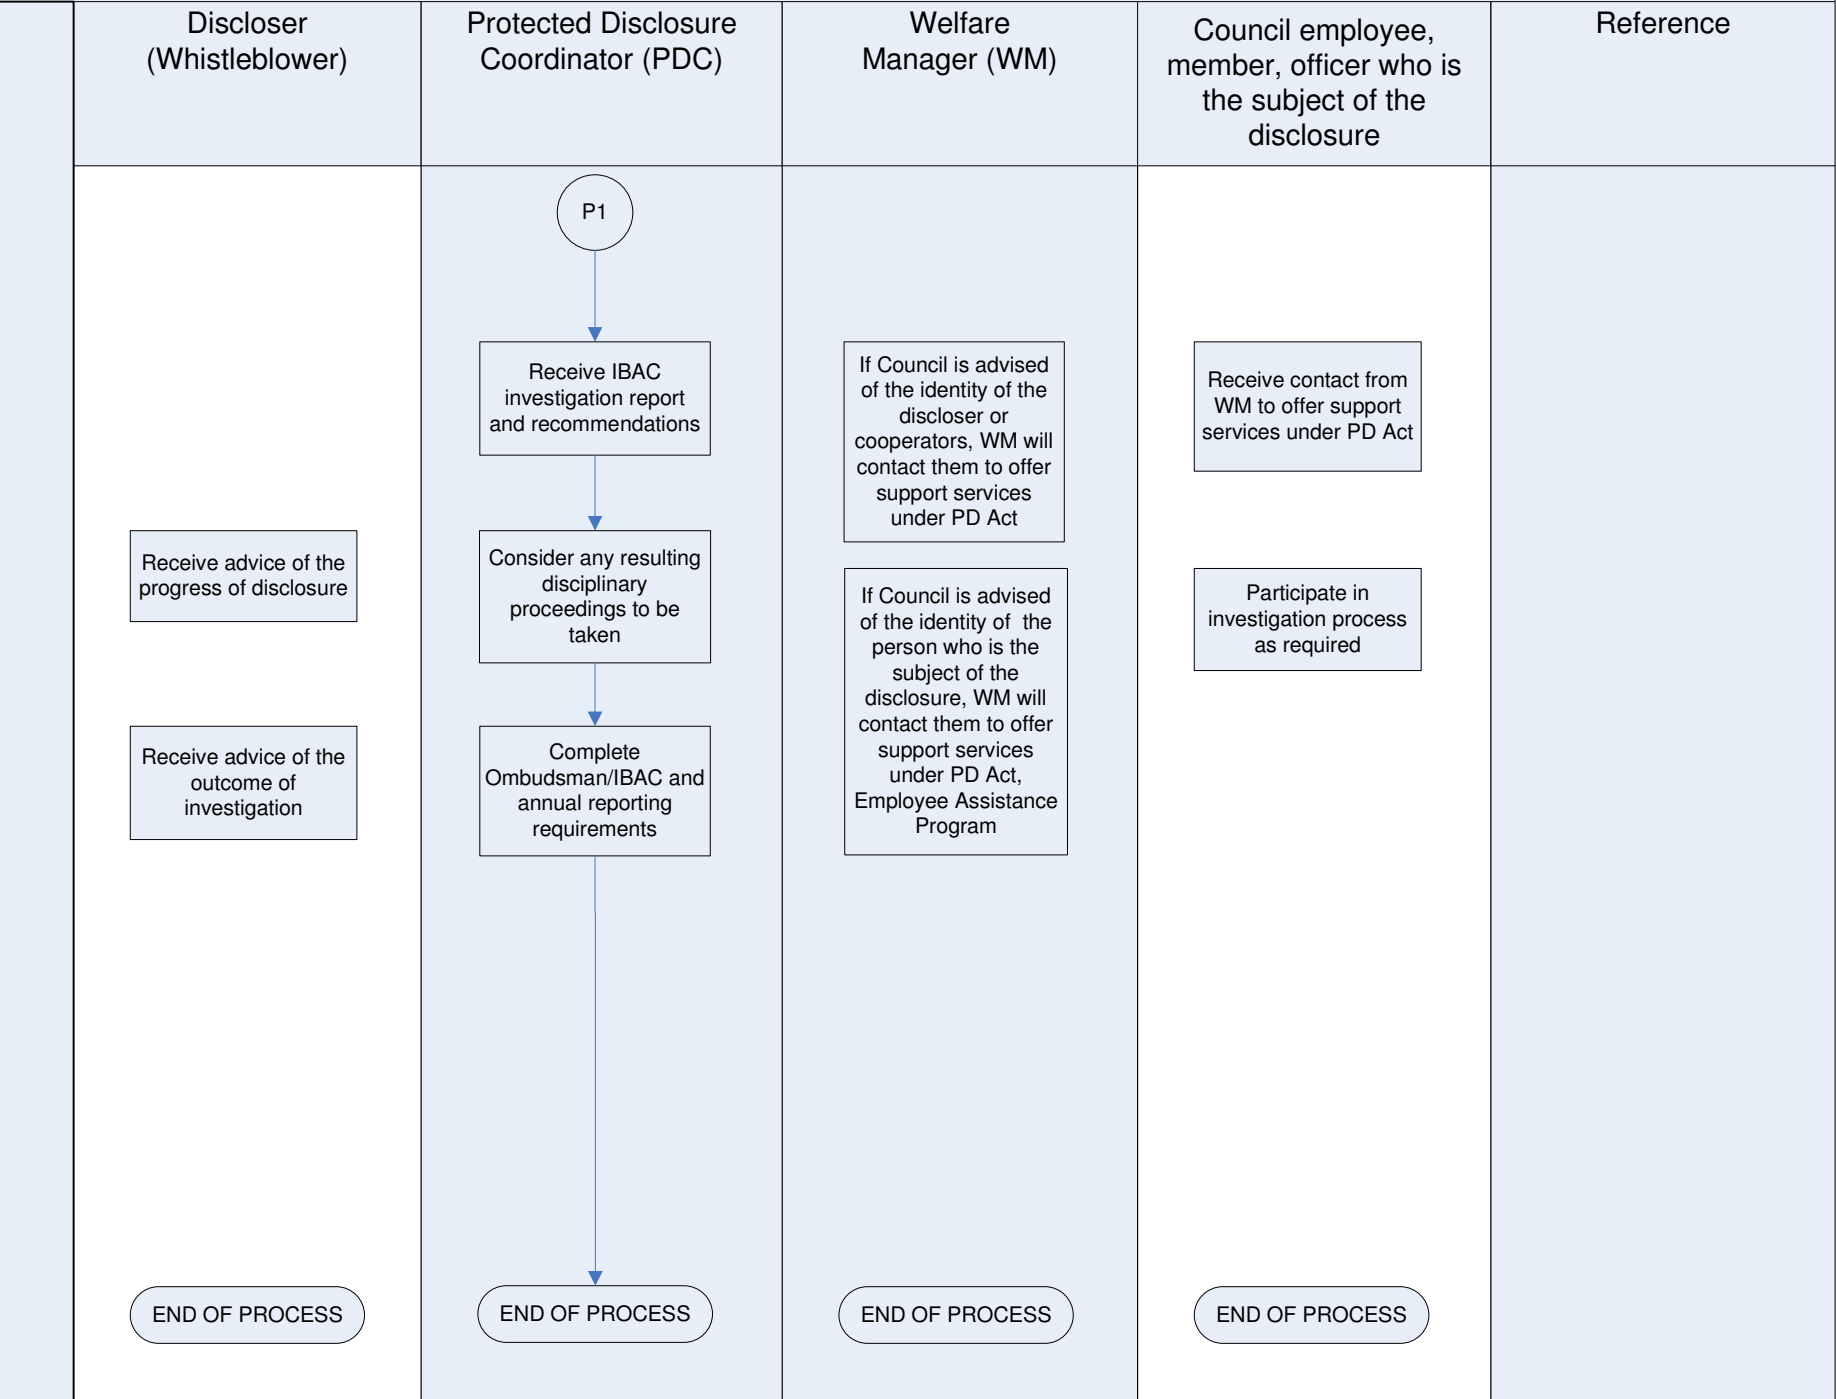 Discloser
(Whistleblower)
Protected Disclosure
Coordinator (PDC)
Welfare
Manager (WM)
Council employee,
member, officer who is
the subject of the
disclosure
Reference
P1
Receive IBAC
investigation report
and recommendations
If Council is advised
of the identity of the
discloser or
cooperators, WM will
contact them to offer
support services
under PD Act
Receive contact from
WM to offer support
services under PD Act
Receive advice of the
progress of disclosure
Consider any resulting
disciplinary
proceedings to be
taken
If Council is advised
of the identity of  the
person who is the
subject of the
disclosure, WM will
contact them to offer
support services
under PD Act,
Employee Assistance
Program
Participate in
investigation process
as required
Receive advice of the
outcome of
investigation
Complete
Ombudsman/IBAC and
annual reporting
requirements
END OF PROCESS
END OF PROCESS
END OF PROCESS
END OF PROCESS